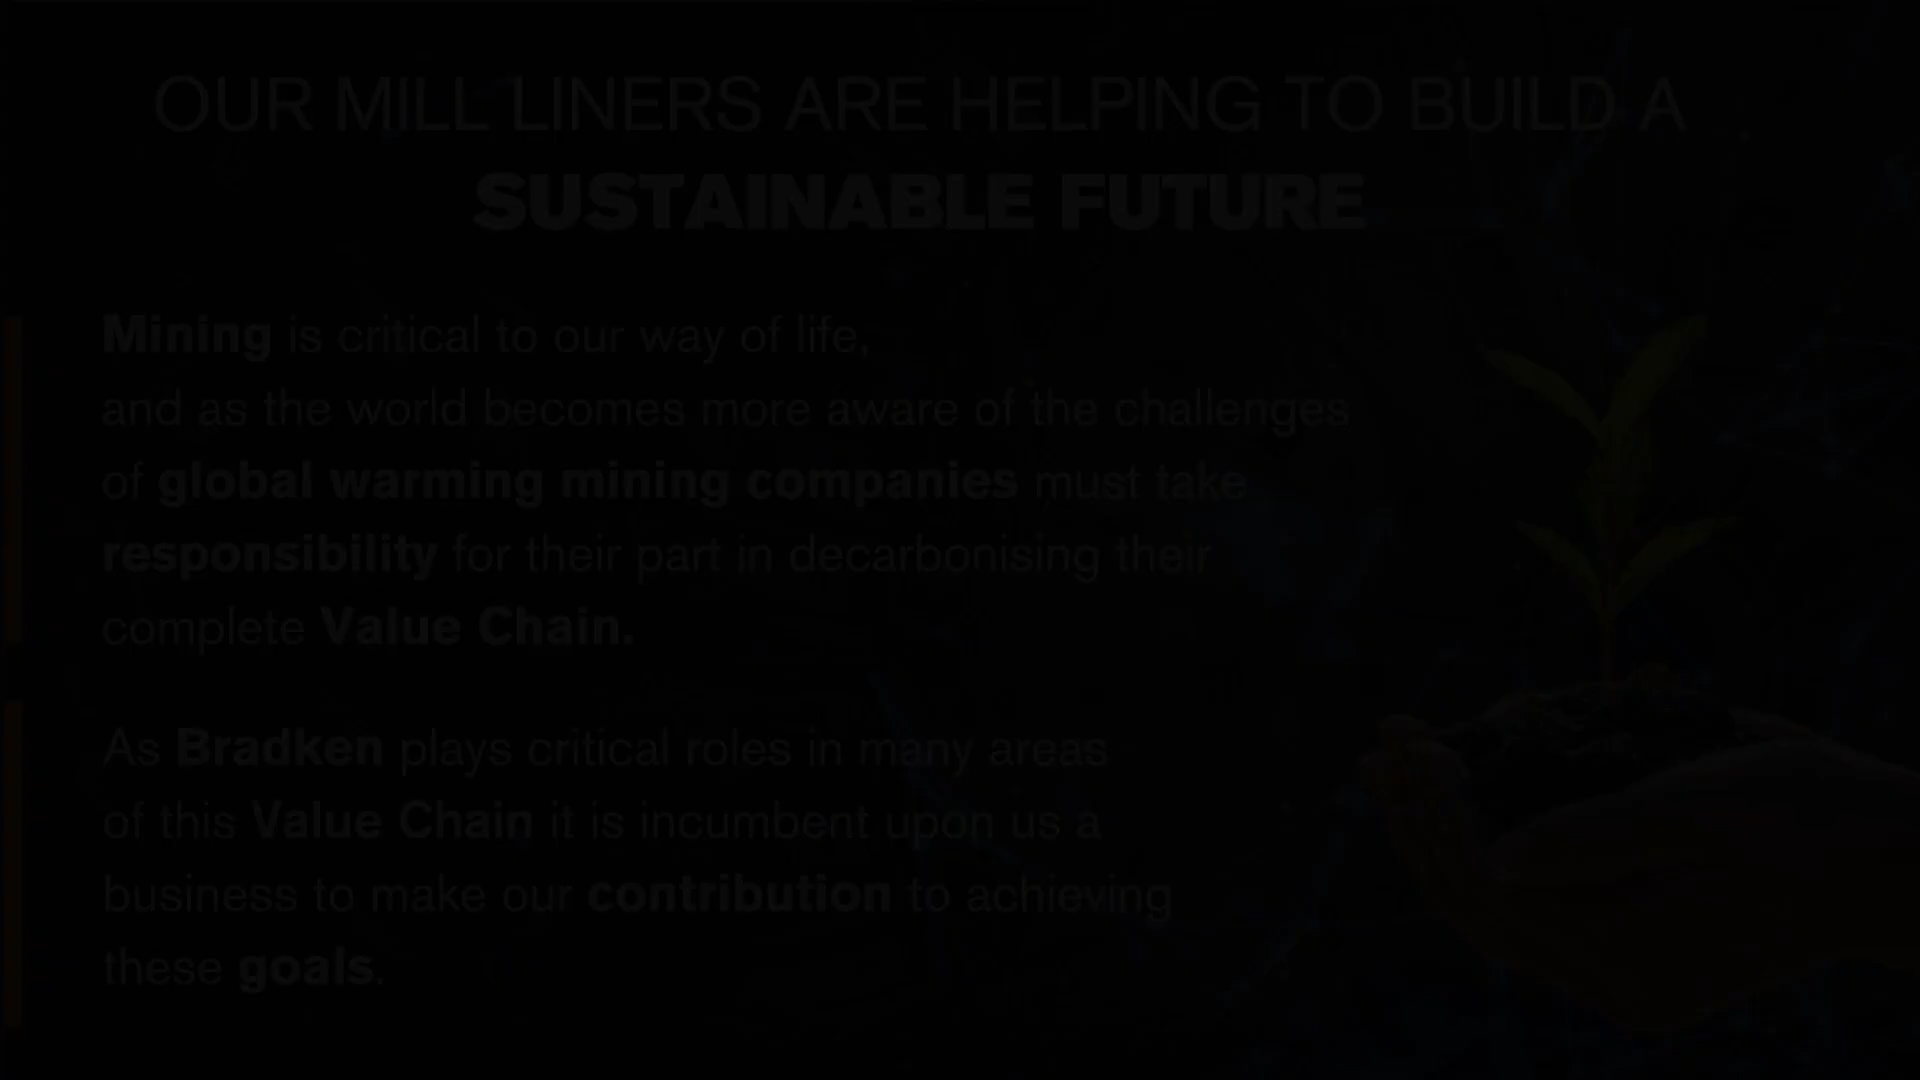 OUR MILL LINERS ARE HELPING TO BUILD A
SUSTAINABLE FUTURE
Mining is critical to our way of life,
and as the world becomes more aware of the challenges
of global warming mining companies must take
responsibility for their part in decarbonising their
complete Value Chain.
As Bradken plays critical roles in many areas
of this Value Chain it is incumbent upon us a
business to make our contribution to achieving
these goals.